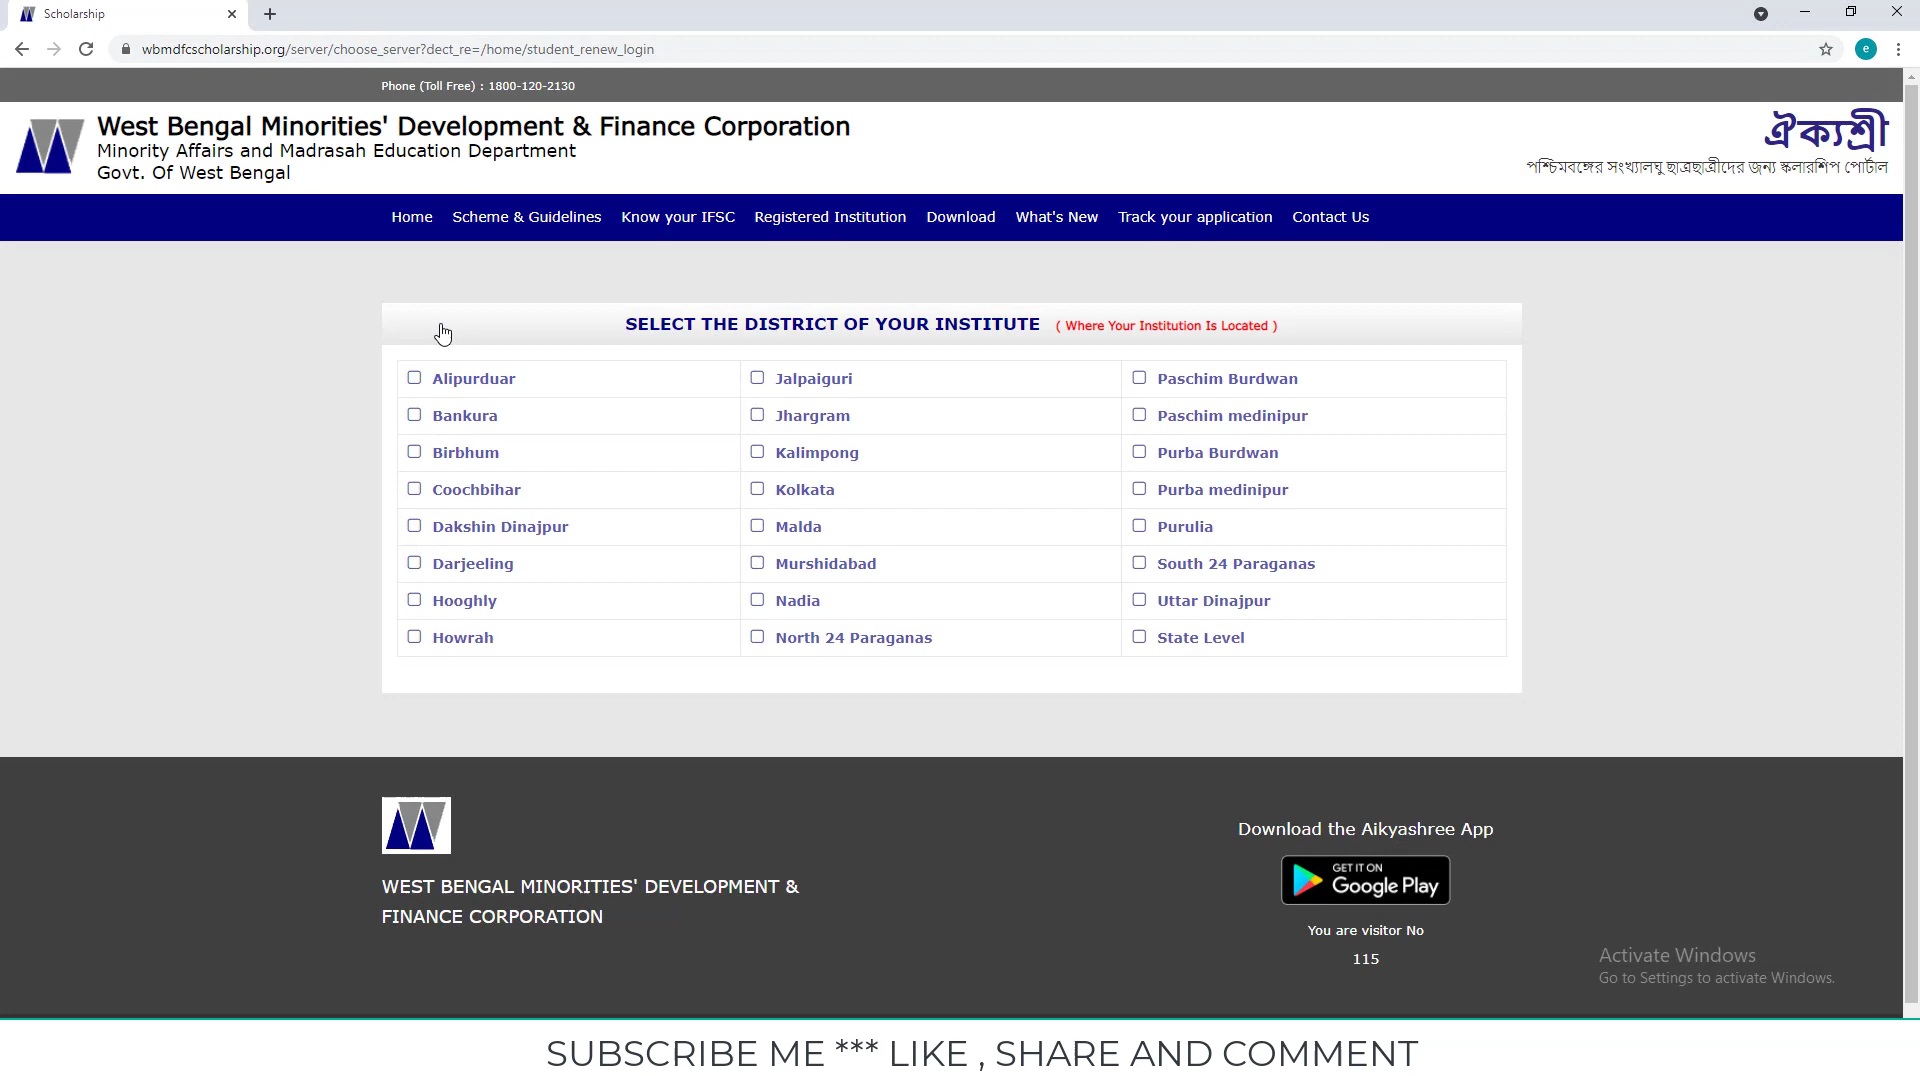 Scholarship
wbmdfcscholarship.org/server/choose_server?dect_re=/home/student_renew_login
e
Phone (Toll Free) : 1800-120-2130
West Bengal Minorities' Development & Finance Corporation
Minority Affairs and Madrasah Education Department
Govt. Of West Bengal
ঐক্যশ্রী
পশ্চিমবঙ্গের সংখ্যালঘু ছাত্রছাত্রীদের জন্য স্কলারশিপ পোর্টাল
Home Scheme & Guidelines Know your IFSC Registered Institution Download What's New Track your application Contact Us
SELECT THE DISTRICT OF YOUR INSTITUTE ( Where Your Institution Is Located )
Alipurduar Jalpaiguri Paschim Burdwan
Bankura Jhargram Paschim medinipur
Birbhum Kalimpong Purba Burdwan
Coochbihar Kolkata Purba medinipur
Dakshin Dinajpur Malda Purulia
Darjeeling Murshidabad South 24 Paraganas
Hooghly Nadia Uttar Dinajpur
Howrah North 24 Paraganas State Level
WEST BENGAL MINORITIES' DEVELOPMENT &
FINANCE CORPORATION
Download the Aikyashree App
GET IT ON
Google Play
You are visitor No
115
Activate Windows
Go to Settings to activate Windows.
SUBSCRIBE ME *** LIKE , SHARE AND COMMENT